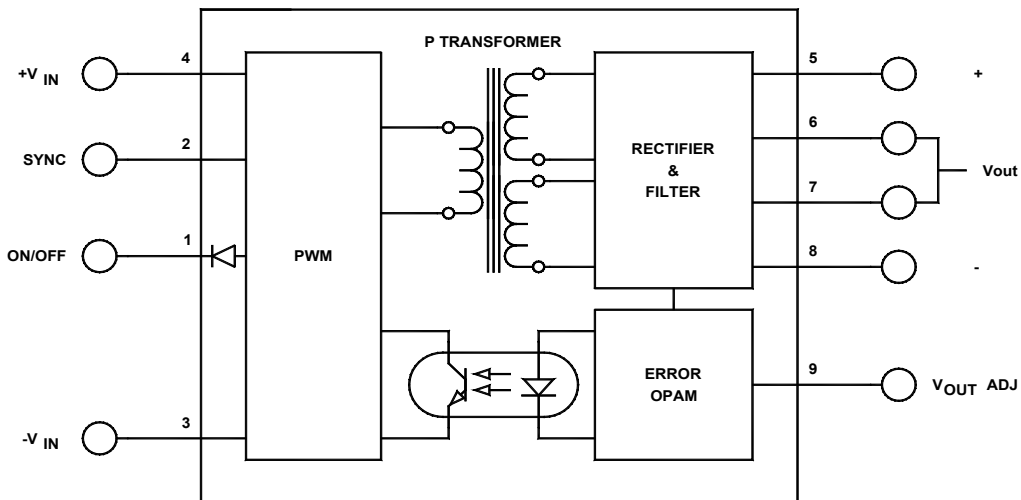 P TRANSFORMER
+V IN
4
5
+
6
SYNC
2
RECTIFIER
&
FILTER
Vout
7
ON/OFF
1
PWM
8
-
ERROR
OPAM
9
VOUT ADJ
-V IN
3